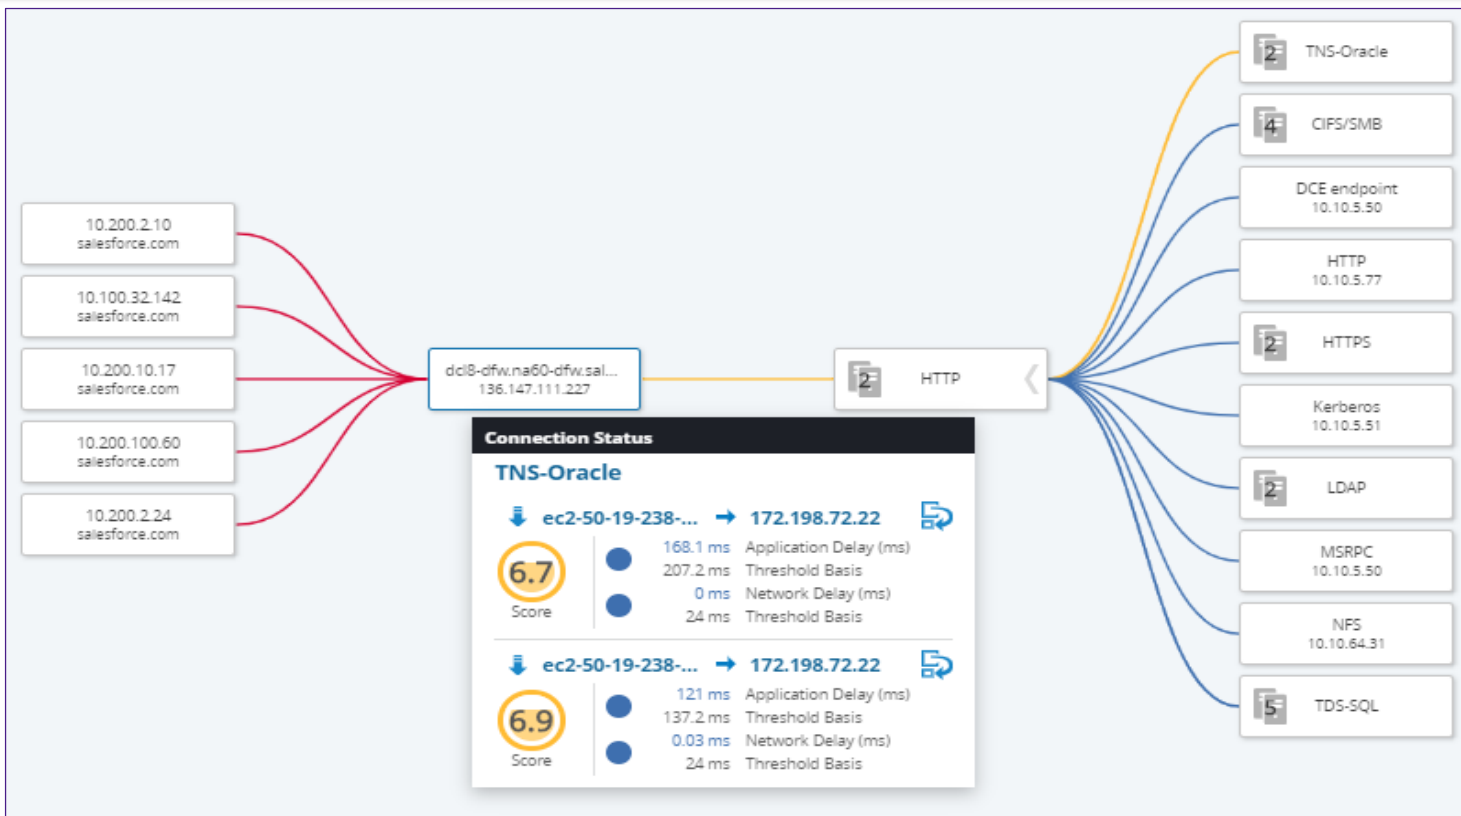 10.200.2.10
salesforce.com
10.100.32.142
salesforce.com
10.200.10.17
salesforce.com
10.200.100.60
salesforce.com
10.200.2.24
salesforce.com
dcl8-dfw.na60-dfw.sal...
136.147.111.227
2 HTTP
Connection Status
TNS-Oracle
ec2-50-19-238-... → 172.198.72.22
6.7
Score
168.1 ms Application Delay (ms)
207.2 ms Threshold Basis
0 ms Network Delay (ms)
24 ms Threshold Basis
ec2-50-19-238-... → 172.198.72.22
6.9
Score
121 ms Application Delay (ms)
137.2 ms Threshold Basis
0.03 ms Network Delay (ms)
24 ms Threshold Basis
2 TNS-Oracle
4 CIFS/SMB
DCE endpoint
10.10.5.50
HTTP
10.10.5.77
2 HTTPS
Kerberos
10.10.5.51
2 LDAP
MSRPC
10.10.5.50
NFS
10.10.64.31
5 TDS-SQL